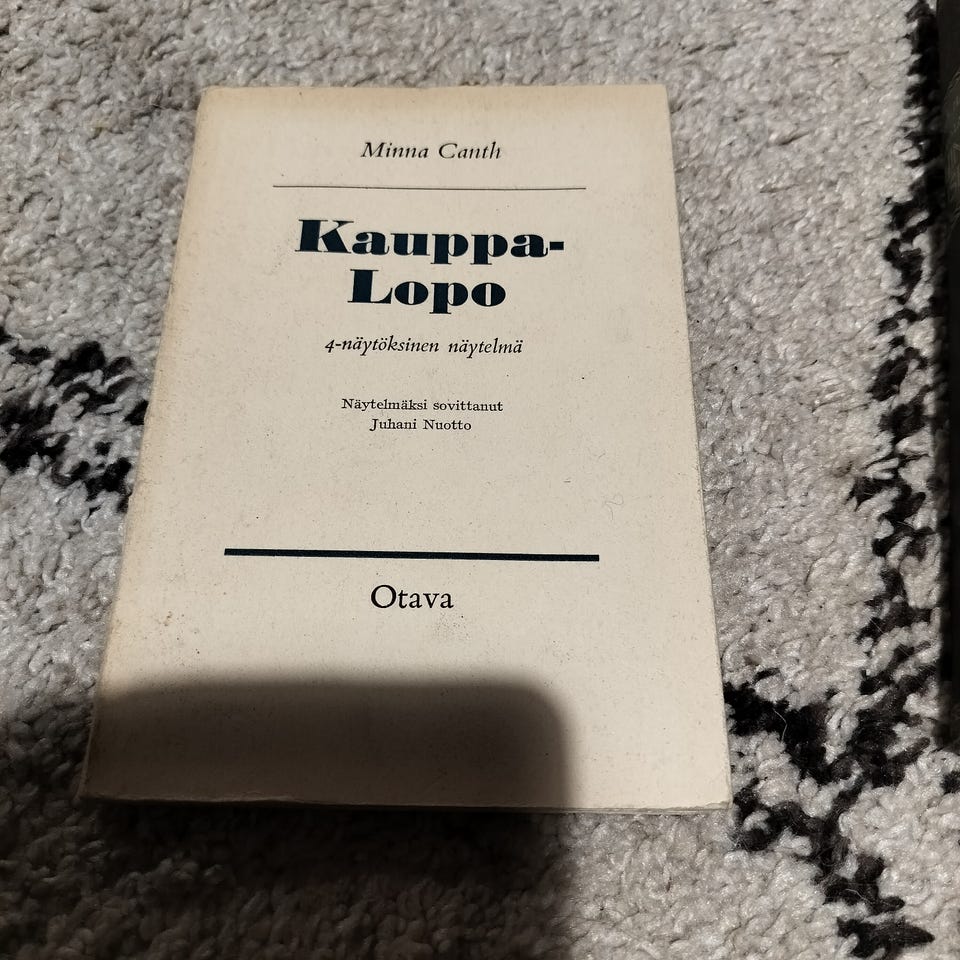 Minna Canth
Kauppa-
Lopo
4-näytöksinen näytelmä
Näytelmäksi sovittanut
Juhani Nuotto
Otava